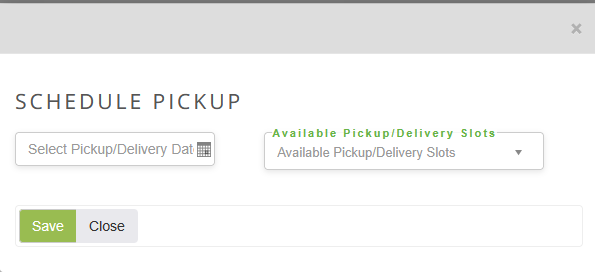 ×
SCHEDULE PICKUP
Available Pickup/Delivery Slots
Select Pickup/Delivery Dat
Available Pickup/Delivery Slots
Save Close